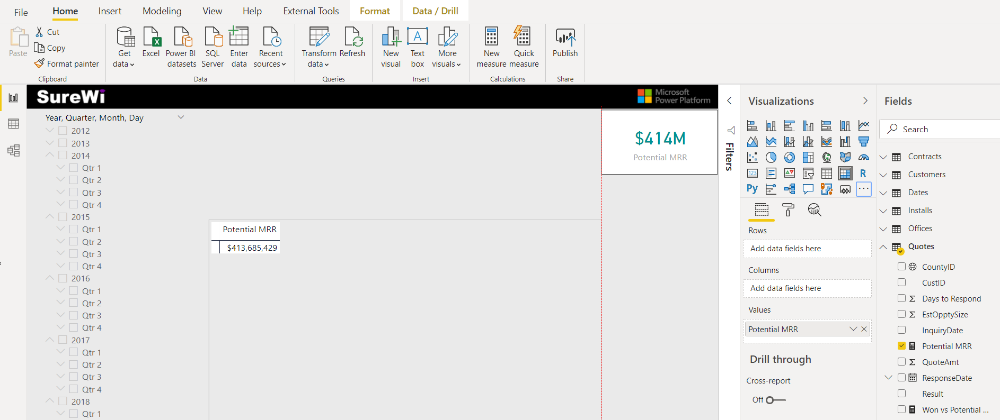 File Home Insert Modeling View Help External Tools Format Data / Drill
Paste
Cut
Copy
Format painter
Clipboard
Get data
Excel
Power BI datasets
SQL Server
Enter data
Recent sources
Data
Transform data
Refresh
Queries
New visual
Text box
More visuals
Insert
New measure
Quick measure
Calculations
Publish
Share
SureWi
Microsoft
Power Platform
Year, Quarter, Month, Day
2012
2013
2014
Qtr 1
Qtr 2
Qtr 3
Qtr 4
2015
Qtr 1
Qtr 2
Qtr 3
Qtr 4
2016
Qtr 1
Qtr 2
Qtr 3
Qtr 4
2017
Qtr 1
Qtr 2
Qtr 3
Qtr 4
2018
Qtr 1
Potential MRR
$413,685,429
$414M
Potential MRR
Filters
Visualizations
123
R
Py
Rows
Add data fields here
Columns
Add data fields here
Values
Potential MRR
Drill through
Cross-report
Off
Fields
Search
Contracts
Customers
Dates
Installs
Offices
Quotes
CountyID
CustID
Days to Respond
EstOpptySize
InquiryDate
Potential MRR
QuoteAmt
ResponseDate
Result
Won vs Potential ...